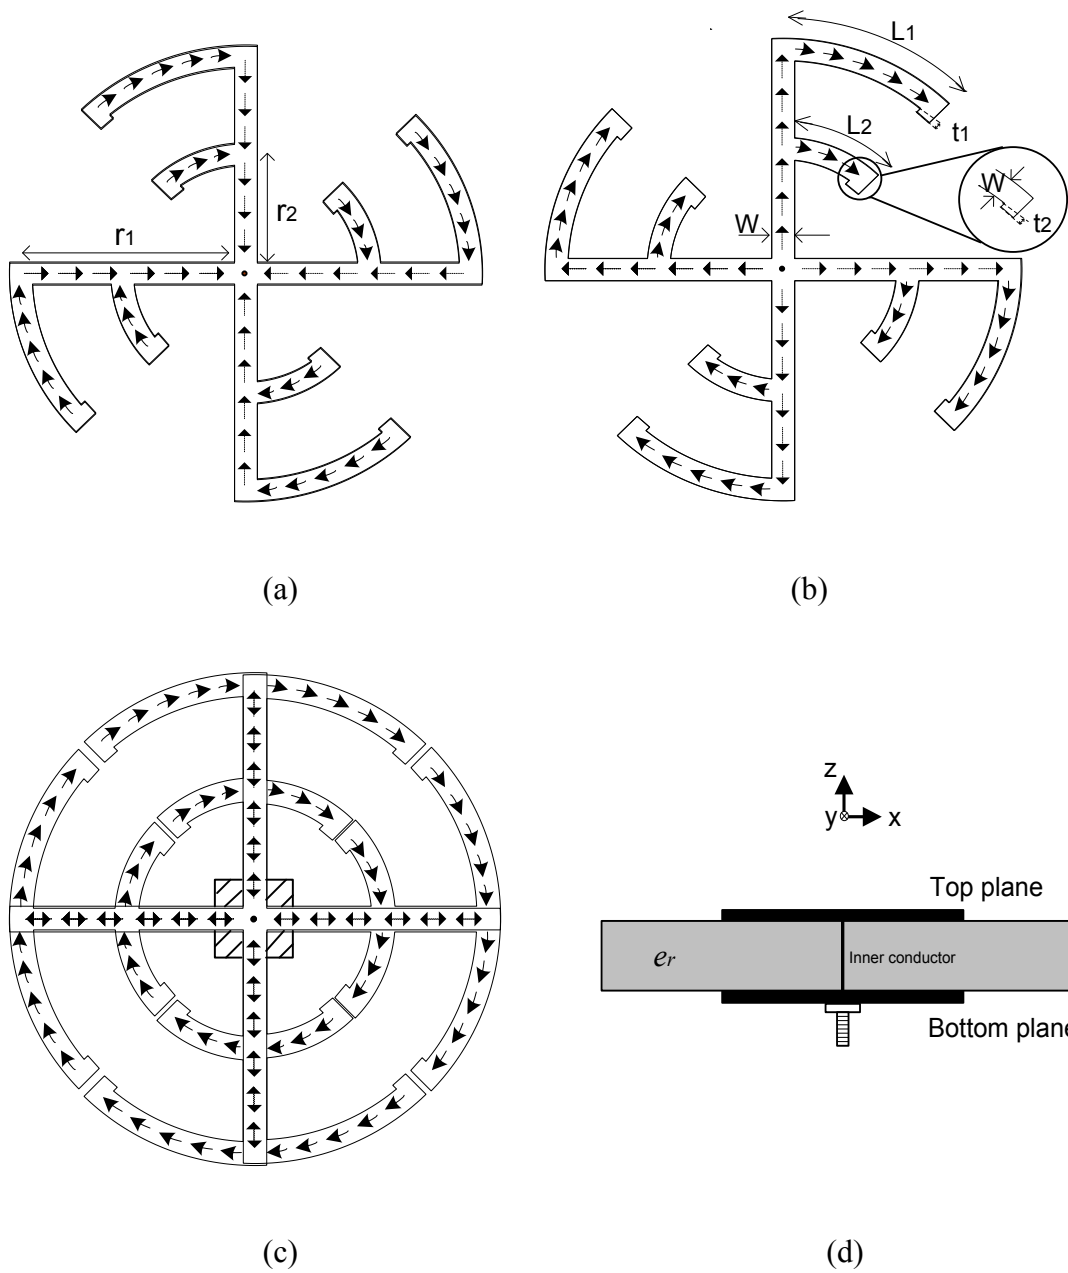 L1
t1
L2
W
t2
W
r1
r2
(a)
(b)
z
y
x
Top plane
er
Inner conductor
Bottom plane
(c)
(d)